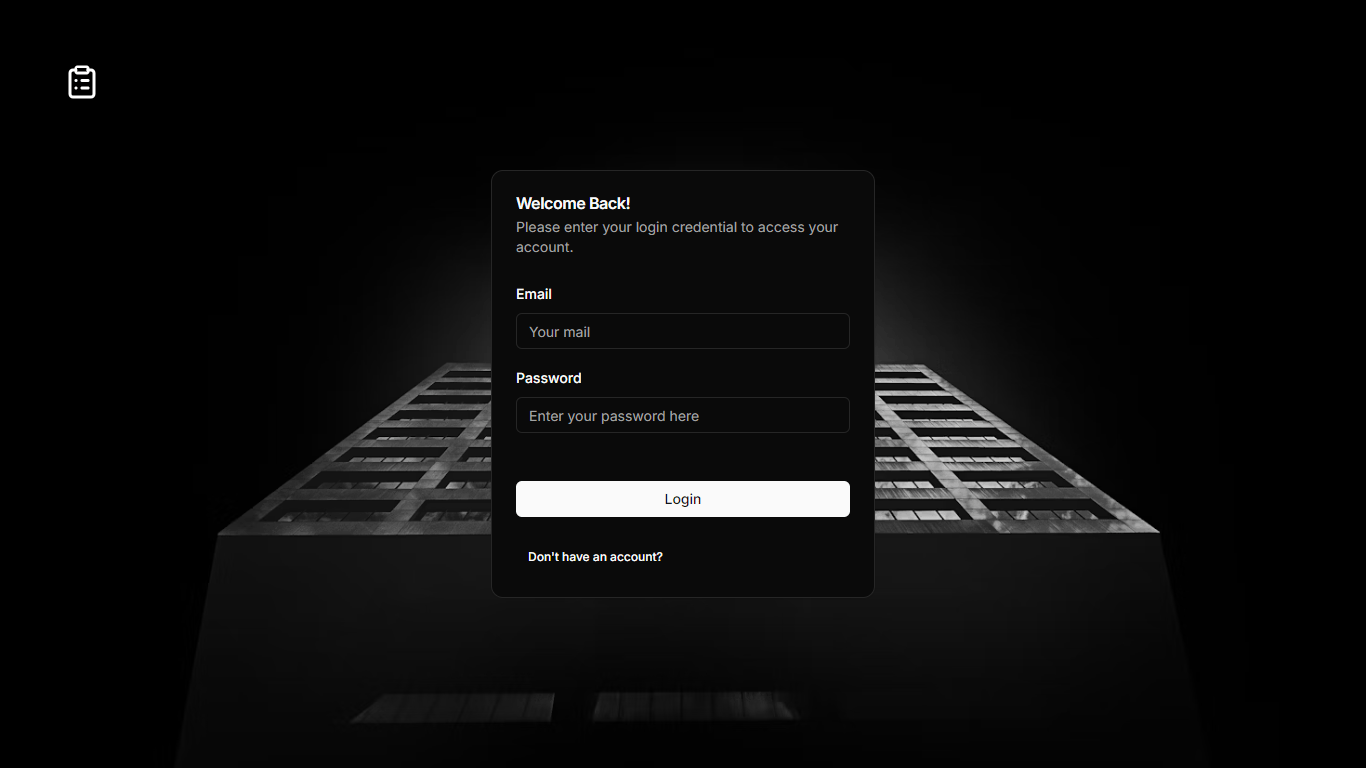 Welcome Back!
Please enter your login credential to access your
account.
Email
Your mail
Password
Enter your password here
Login
Don't have an account?